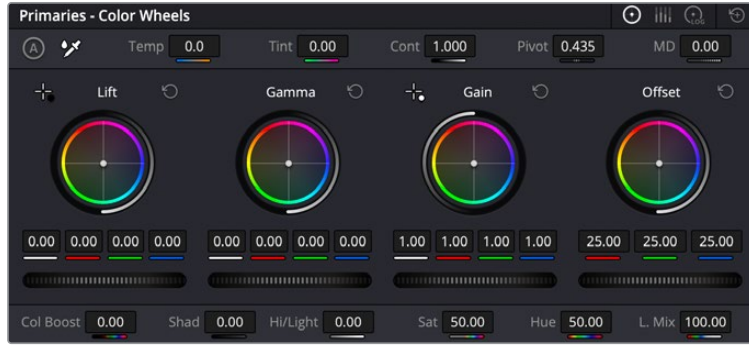 Primaries - Color Wheels
LOG
A Temp 0.0 Tint 0.00 Cont 1.000 Pivot 0.435 MD 0.00
Lift Gamma Gain Offset
0.00 0.00 0.00 0.00 0.00 0.00 0.00 0.00 1.00 1.00 1.00 1.00 25.00 25.00 25.00
Col Boost 0.00 Shad 0.00 Hi/Light 0.00 Sat 50.00 Hue 50.00 L. Mix 100.00